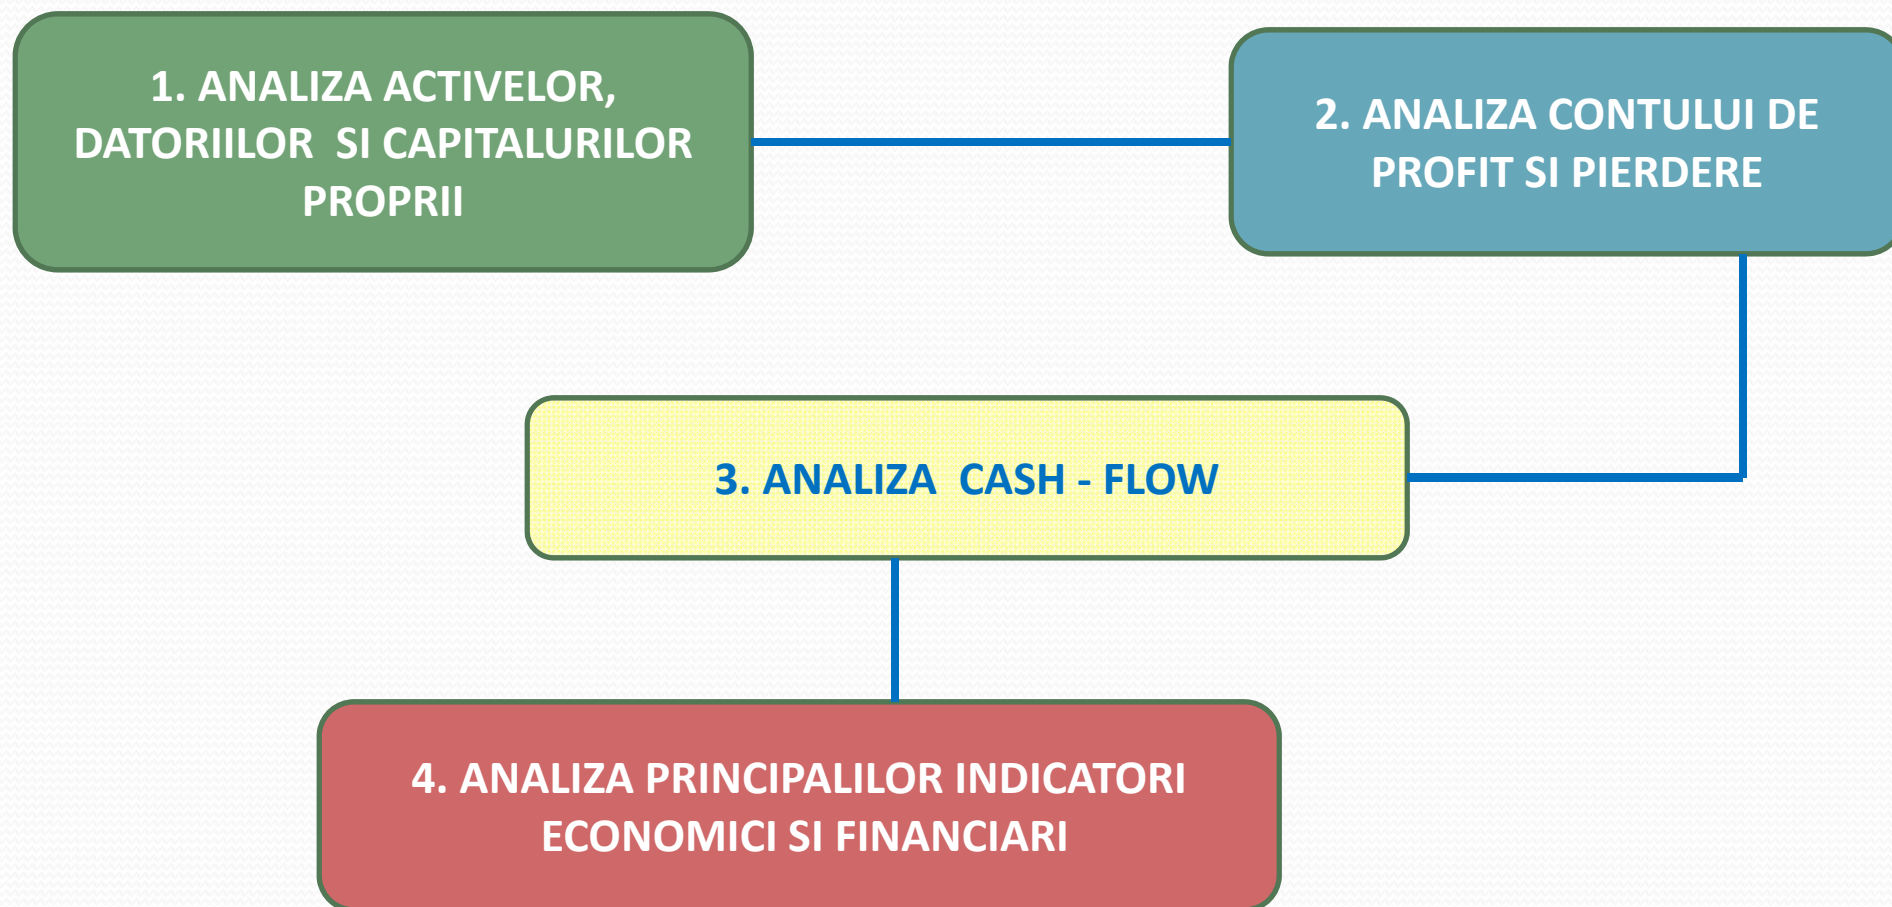 1. ANALIZA ACTIVELOR,
DATORIILOR SI CAPITALURILOR
PROPRII
2. ANALIZA CONTULUI DE
PROFIT SI PIERDERE
3. ANALIZA CASH - FLOW
4. ANALIZA PRINCIPALILOR INDICATORI
ECONOMICI SI FINANCIARI